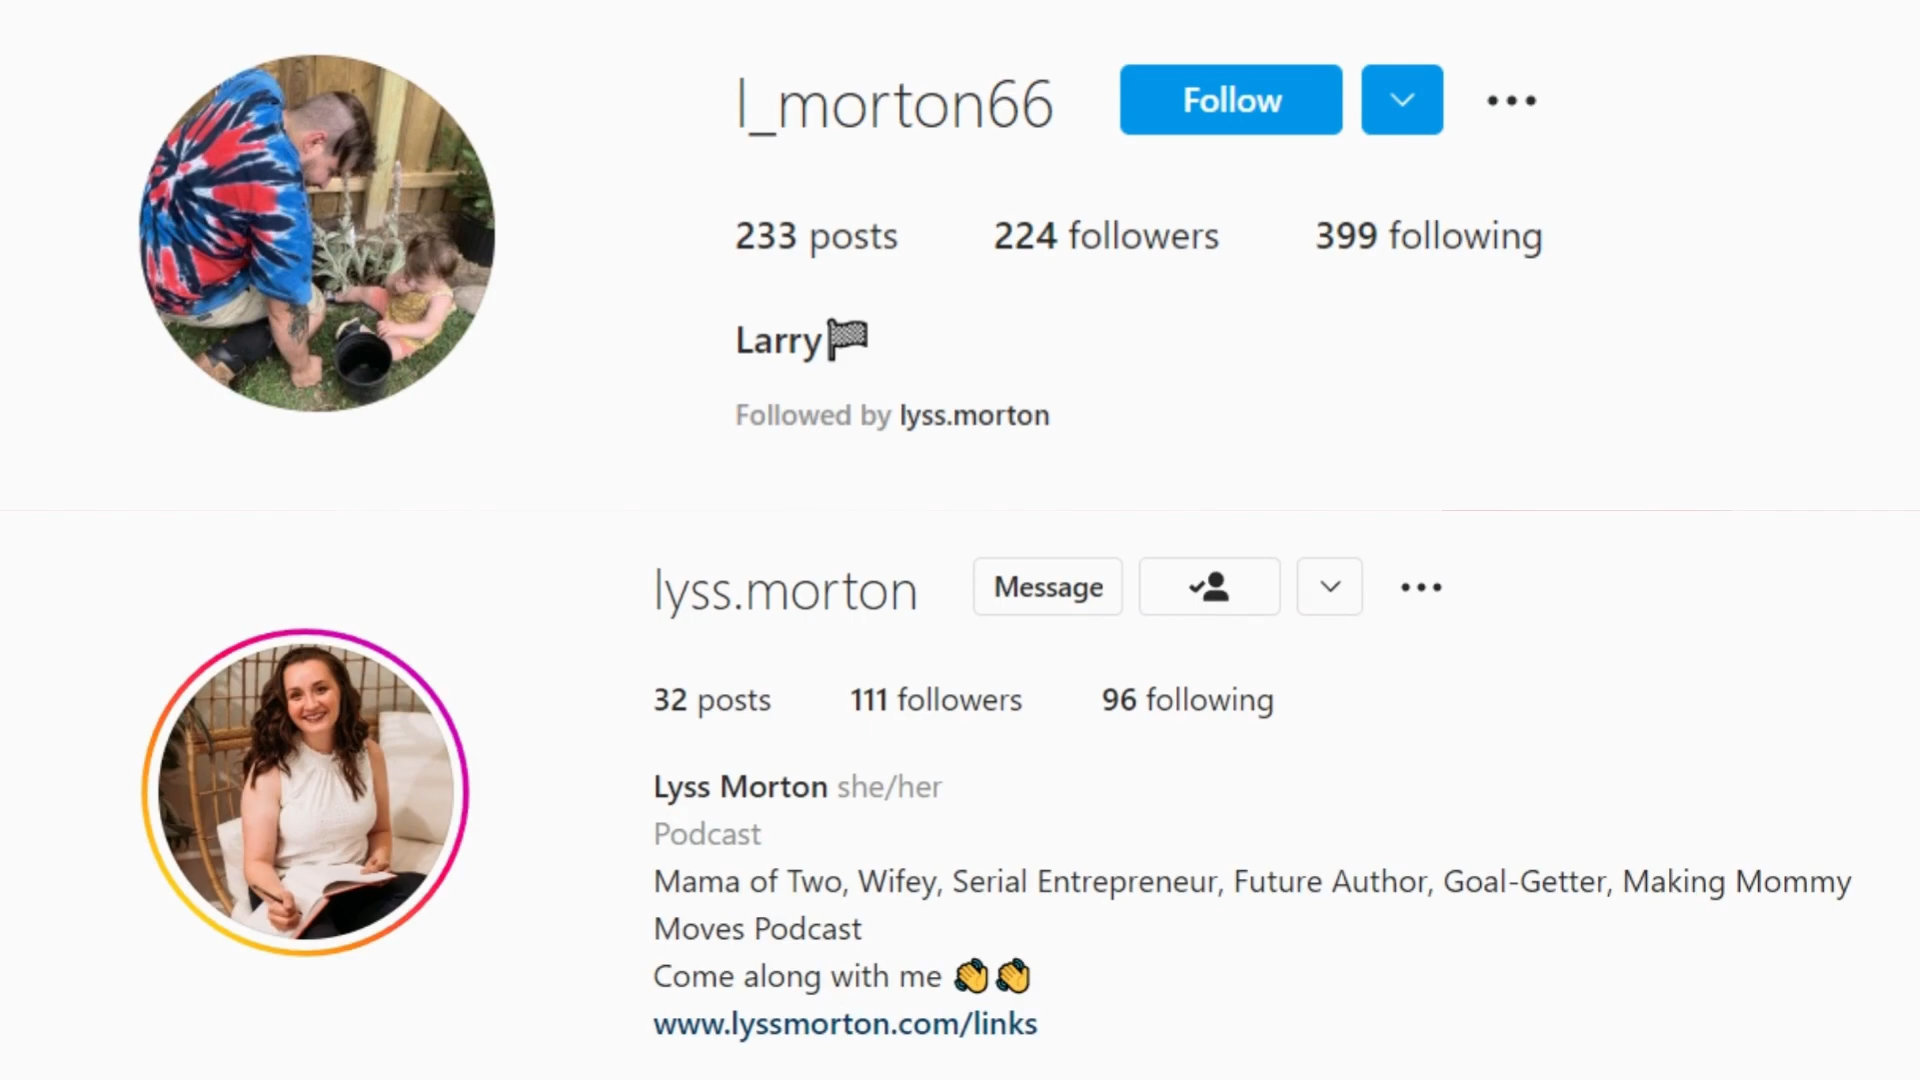 l_morton66 Follow
233 posts 224 followers 399 following
Larry🏁
Followed by lyss.morton
lyss.morton Message
32 posts 111 followers 96 following
Lyss Morton she/her
Podcast
Mama of Two, Wifey, Serial Entrepreneur, Future Author, Goal-Getter, Making Mommy
Moves Podcast
Come along with me 👏👏
www.lyssmorton.com/links